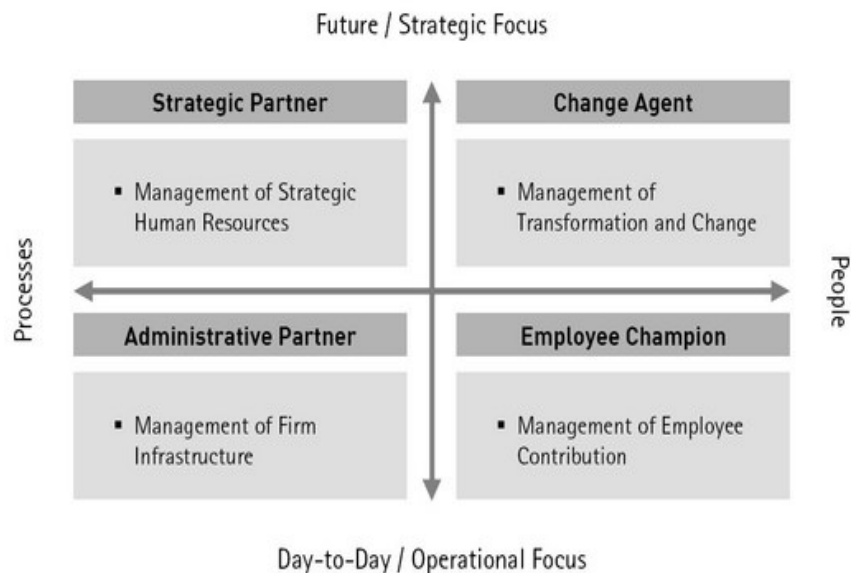 Future / Strategic Focus
Strategic Partner
▪ Management of Strategic
Human Resources
Change Agent
▪ Management of
Transformation and Change
Processes
People
Administrative Partner
▪ Management of Firm
Infrastructure
Employee Champion
▪ Management of Employee
Contribution
Day-to-Day / Operational Focus